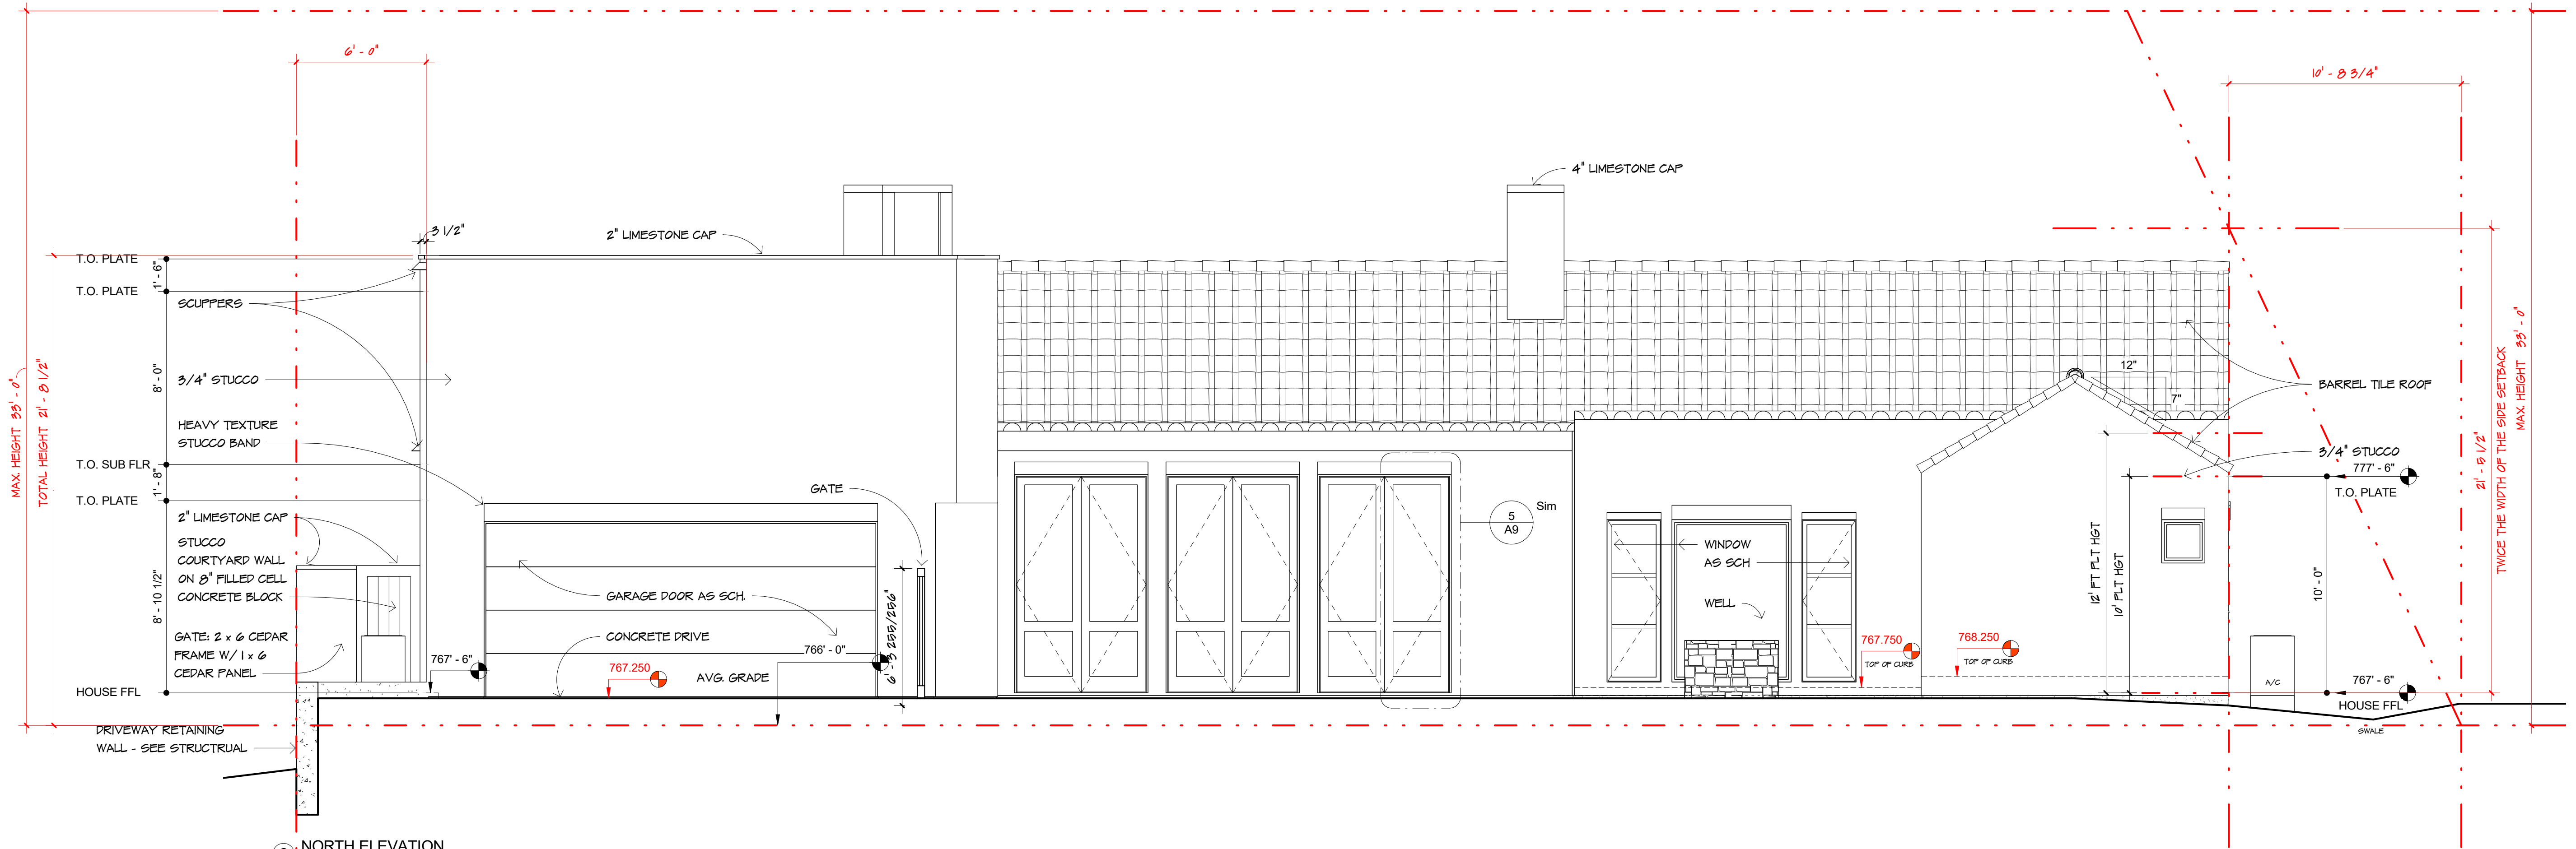 6' - 0"
10' - 8 3/4"
MAX. HEIGHT 33' - 0"
TOTAL HEIGHT 21' - 8 1/2"
T.O. PLATE
1' - 6"
T.O. PLATE
8' - 0"
T.O. SUB FLR
1' - 8"
T.O. PLATE
8' - 10 1/2"
HOUSE FFL
3 1/2"
SCUPPERS
3/4" STUCCO
HEAVY TEXTURE
STUCCO BAND
2" LIMESTONE CAP
STUCCO
COURTYARD WALL
ON 8" FILLED CELL
CONCRETE BLOCK
GATE: 2 x 6 CEDAR
FRAME W/ 1 x 6
CEDAR PANEL
DRIVEWAY RETAINING
WALL - SEE STRUCTRUAL
2" LIMESTONE CAP
4" LIMESTONE CAP
GATE
GARAGE DOOR AS SCH.
CONCRETE DRIVE
767' - 6"
767.250
AVG. GRADE
766' - 0"
6' - 3 255/256"
5
A9
Sim
WINDOW
AS SCH
WELL
767.750
TOP OF CURB
768.250
TOP OF CURB
12"
7"
BARREL TILE ROOF
3/4" STUCCO
12' FT PLT HGT
10' PLT HGT
777' - 6"
T.O. PLATE
10' - 0"
767' - 6"
HOUSE FFL
A/C
SWALE
21' - 5 1/2"
TWICE THE WIDTH OF THE SIDE SETBACK
MAX. HEIGHT 33' - 0"
NORTH ELEVATION